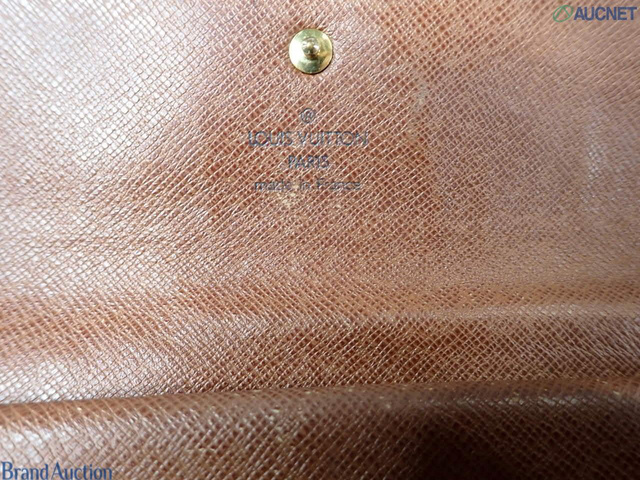 AUCNET
®
LOUIS VUITTON
PARIS
made in France
Brand Auction